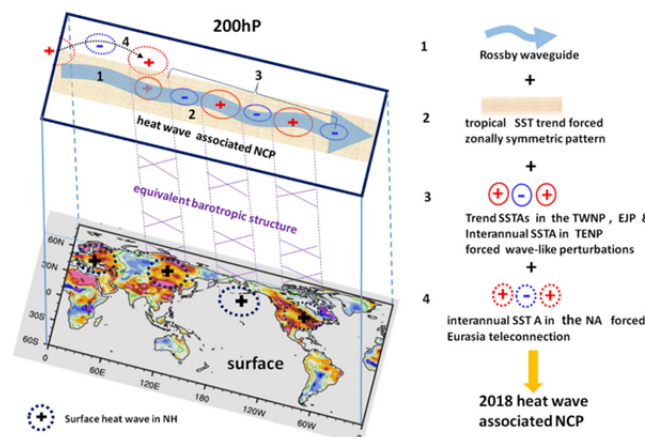 200hP
4
1
3
2
heat wave associated NCP
equivalent barotropic structure
60N
30N
0
30S
60S
0
60E
120E
180
120W
60W
0
surface
Surface heat wave in NH
1
Rossby waveguide
+
2
tropical SST trend forced
zonally symmetric pattern
+
3
+ - +
Trend SSTAs in the TWNP , EJP &
Interannual SSTA in TENP
forced wave-like perturbations
+
4
+ - +
interannual SST A in the NA forced
Eurasia teleconnection
2018 heat wave
associated NCP